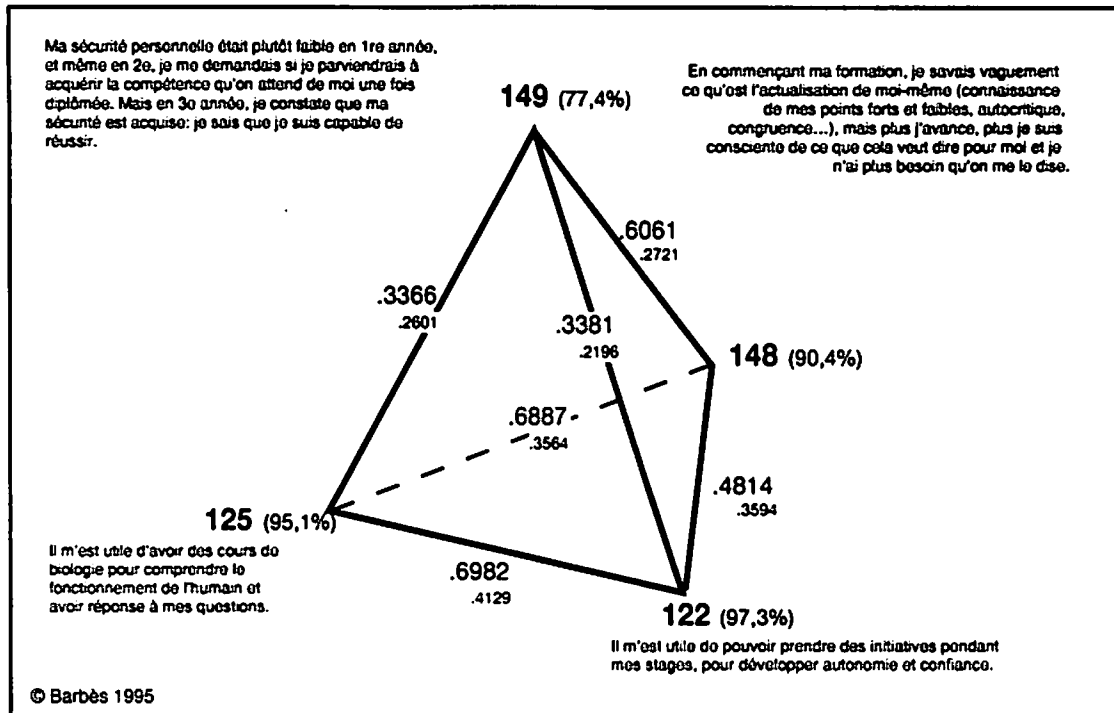 Ma sécurité personnelle était plutôt faible en 1re année,
et même en 2e, je me demandais si je parviendrais à
acquérir la compétence qu'on attend de moi une fois
diplômée. Mais en 3e année, je constate que ma
sécurité est acquise: je sais que je suis capable de
réussir.
149 (77,4%)
En commençant ma formation, je savais vaguement
ce qu'est l'actualisation de moi-même (connaissance
de mes points forts et faibles, autocritique,
congruence...), mais plus j'avance, plus je suis
consciente de ce que cela veut dire pour moi et je
n'ai plus besoin qu'on me le dise.
.6061
.2721
.3366
.2601
.3381
.2196
148 (90,4%)
.6887
.3564
.4814
.3594
125 (95,1%)
Il m'est utile d'avoir des cours de
biologie pour comprendre le
fonctionnement de l'humain et
avoir réponse à mes questions.
.6982
.4129
122 (97,3%)
Il m'est utile de pouvoir prendre des initiatives pendant
mes stages, pour développer autonomie et confiance.
© Barbès 1995